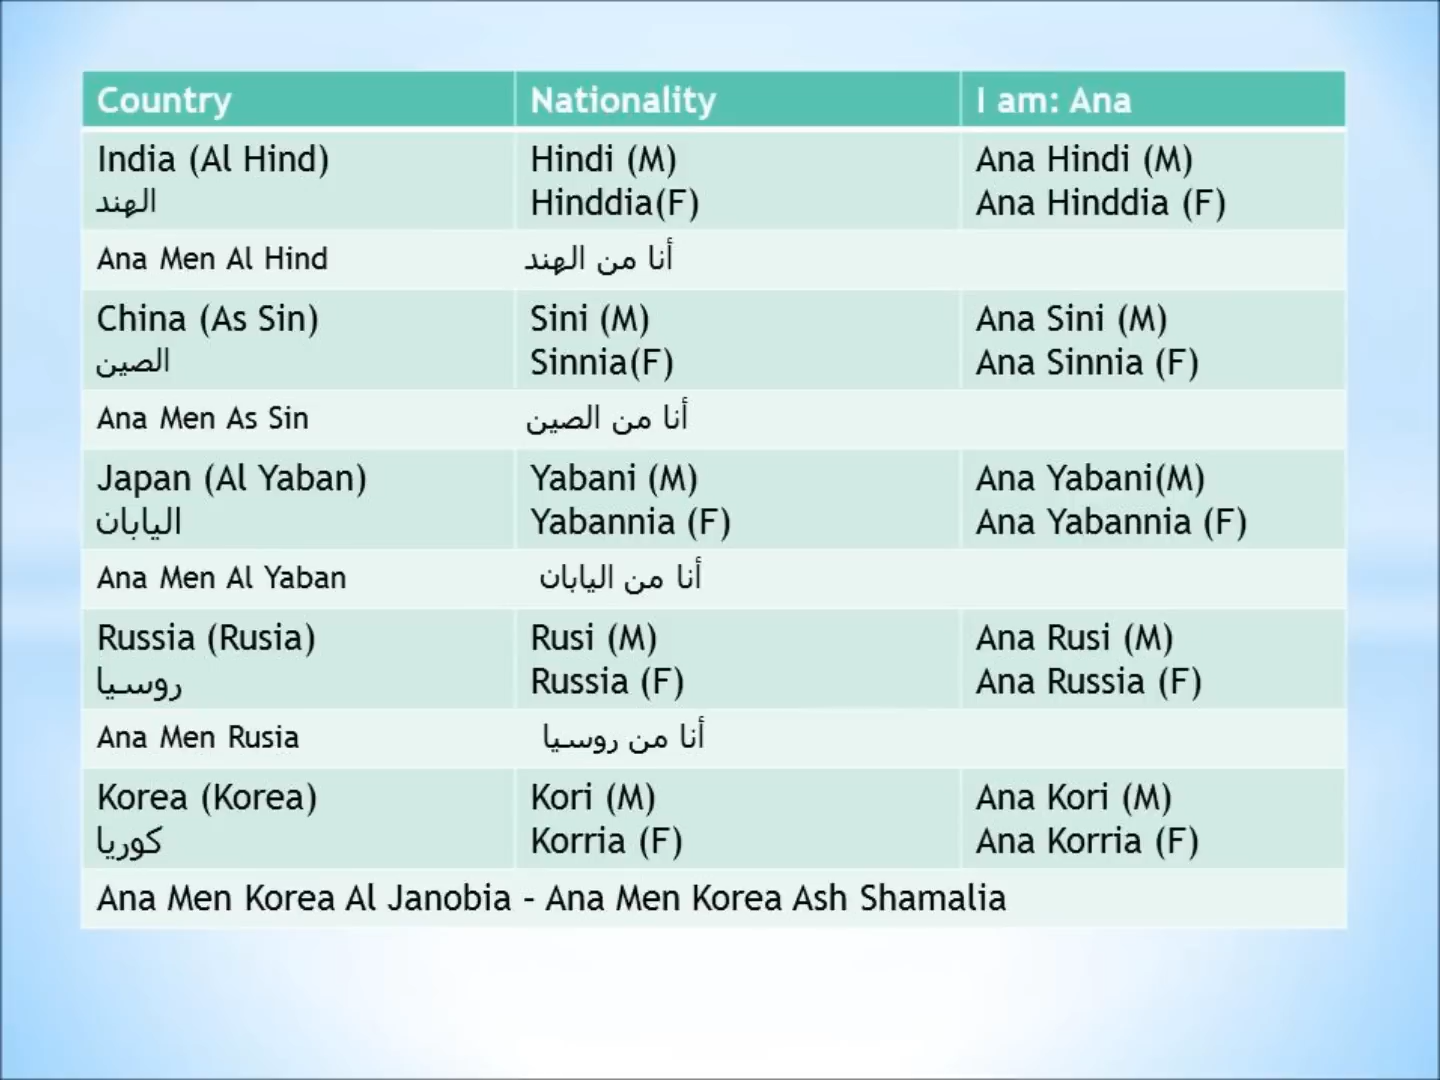 Country Nationality I am: Ana
India (Al Hind) Hindi (M) Ana Hindi (M)
الهند Hinddia(F) Ana Hinddia (F)
Ana Men Al Hind أنا من الهند
China (As Sin) Sini (M) Ana Sini (M)
الصين Sinnia(F) Ana Sinnia (F)
Ana Men As Sin أنا من الصين
Japan (Al Yaban) Yabani (M) Ana Yabani(M)
اليابان Yabannia (F) Ana Yabannia (F)
Ana Men Al Yaban أنا من اليابان
Russia (Rusia) Rusi (M) Ana Rusi (M)
روسيا Russia (F) Ana Russia (F)
Ana Men Rusia أنا من روسيا
Korea (Korea) Kori (M) Ana Kori (M)
كوريا Korria (F) Ana Korria (F)
Ana Men Korea Al Janobia - Ana Men Korea Ash Shamalia